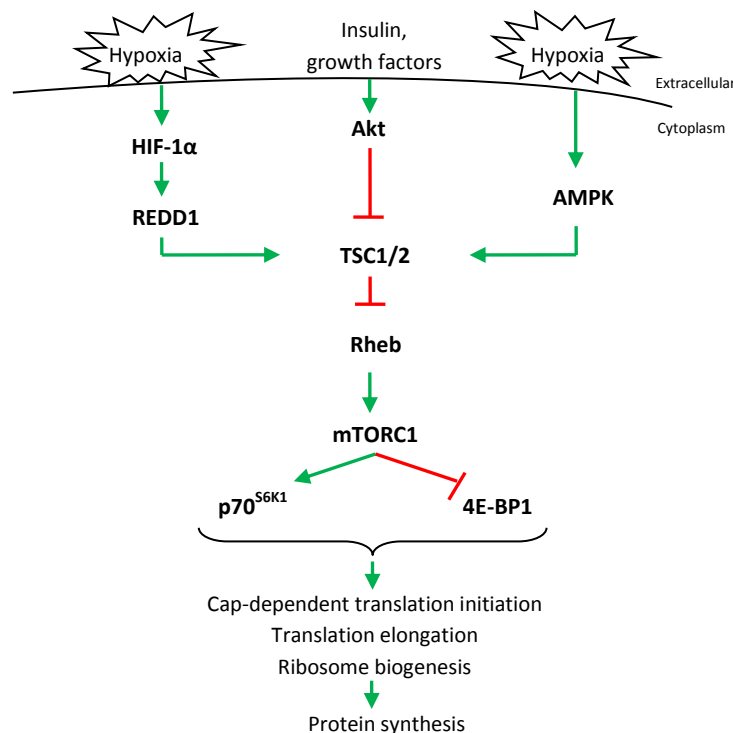 Hypoxia
Insulin,
growth factors
Hypoxia
Extracellular
Cytoplasm
Akt
HIF-1α
REDD1
AMPK
TSC1/2
Rheb
mTORC1
p70S6K1
4E-BP1
Cap-dependent translation initiation
Translation elongation
Ribosome biogenesis
Protein synthesis